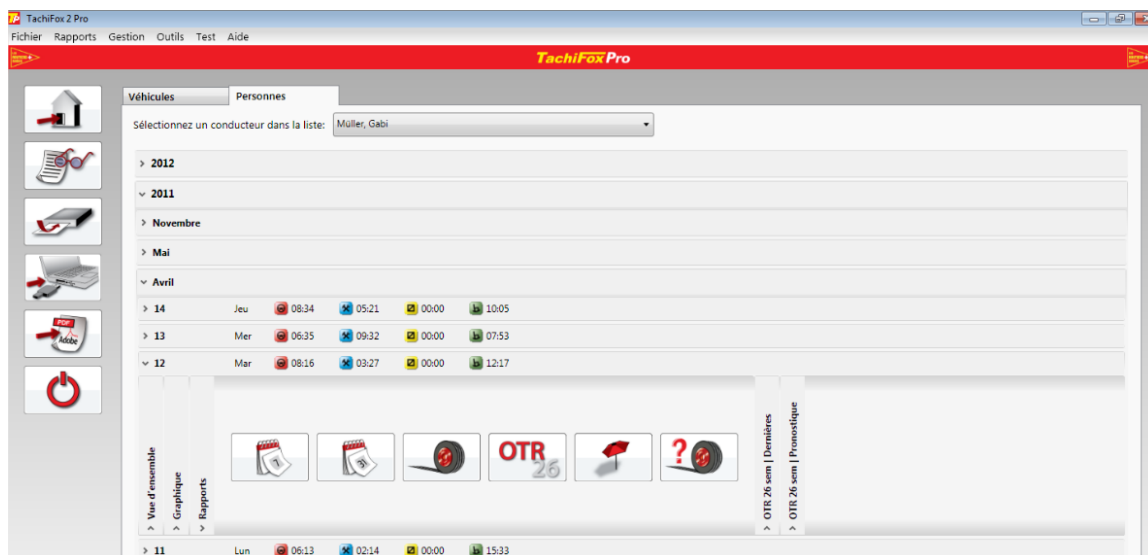 TachiFox 2 Pro
Fichier Rapports Gestion Outils Test Aide
TachiFox Pro
Véhicules Personnes
Sélectionnez un conducteur dans la liste: Müller, Gabi
2012
2011
Novembre
Mai
Avril
14 Jeu 08:34 05:21 00:00 10:05
13 Mer 06:35 09:32 00:00 07:53
12 Mar 08:16 03:27 00:00 12:17
Vue d'ensemble
Graphique
Rapports
7
31
OTR
26
?
OTR 26 sem | Dernières
OTR 26 sem | Pronostique
PDF
Adobe
11 Lun 06:13 02:14 00:00 15:33